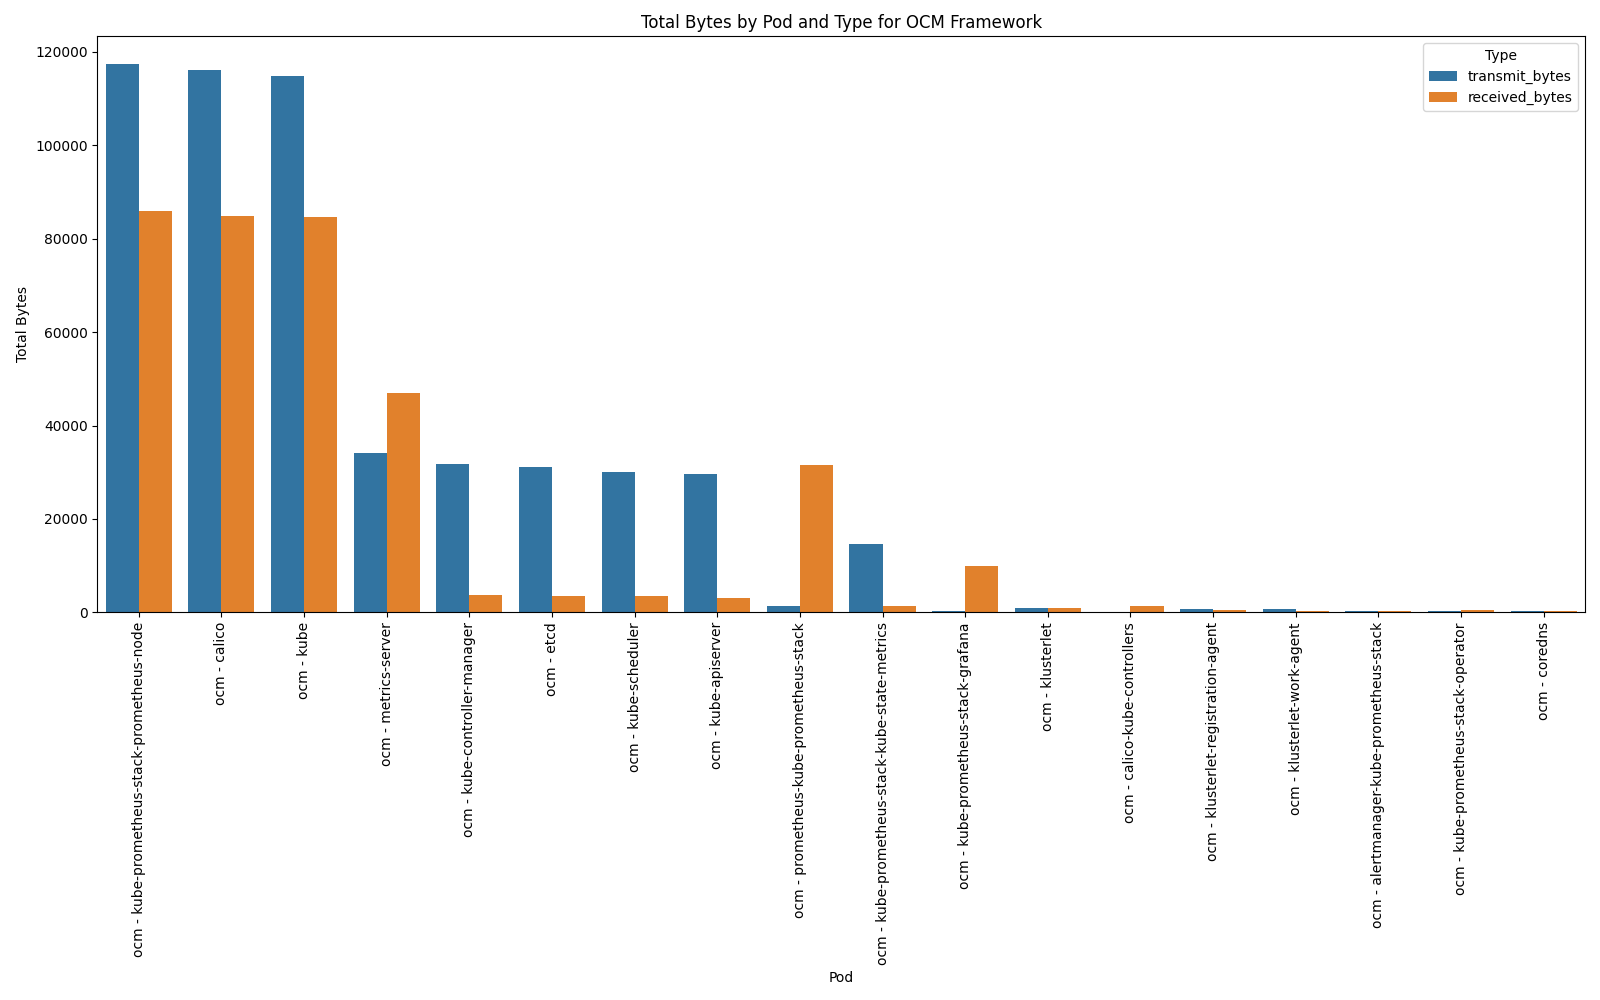 Total Bytes by Pod and Type for OCM Framework
Type
transmit_bytes
received_bytes
Total Bytes
120000
100000
80000
60000
40000
20000
0
ocm - kube-prometheus-stack-prometheus-node
ocm - calico
ocm - kube
ocm - metrics-server
ocm - kube-controller-manager
ocm - etcd
ocm - kube-scheduler
ocm - kube-apiserver
ocm - prometheus-kube-prometheus-stack
ocm - kube-prometheus-stack-kube-state-metrics
ocm - kube-prometheus-stack-grafana
ocm - klusterlet
ocm - calico-kube-controllers
ocm - klusterlet-registration-agent
ocm - klusterlet-work-agent
ocm - alertmanager-kube-prometheus-stack
ocm - kube-prometheus-stack-operator
ocm - coredns
Pod